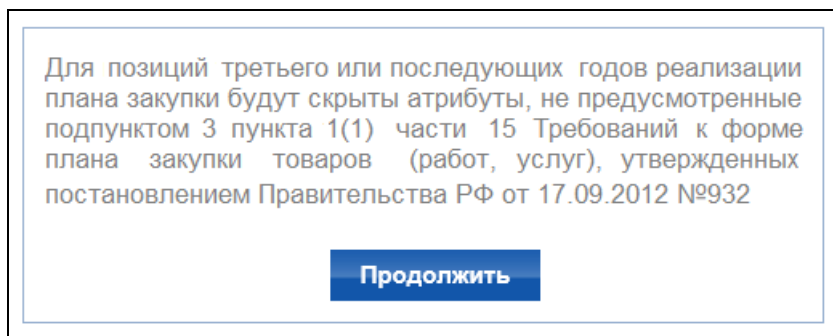 Для позиций третьего или последующих годов реализации
плана закупки будут скрыты атрибуты, не предусмотренные
подпунктом 3 пункта 1(1) части 15 Требований к форме
плана закупки товаров (работ, услуг), утвержденных
постановлением Правительства РФ от 17.09.2012 №932
Продолжить